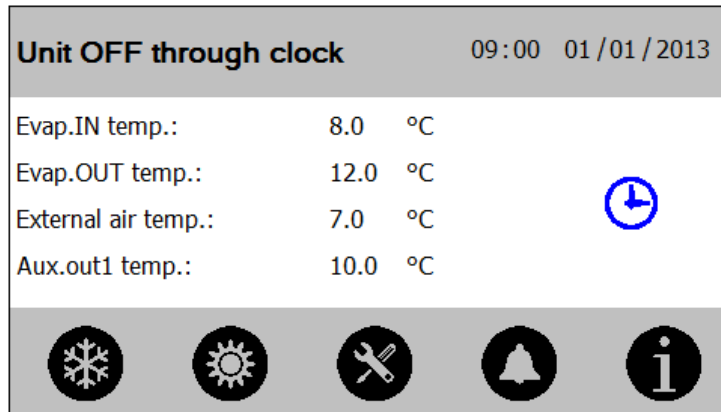 Unit OFF through clock 09:00 01/01/2013
Evap.IN temp.: 8.0 °C
Evap.OUT temp.: 12.0 °C
External air temp.: 7.0 °C
Aux.out1 temp.: 10.0 °C